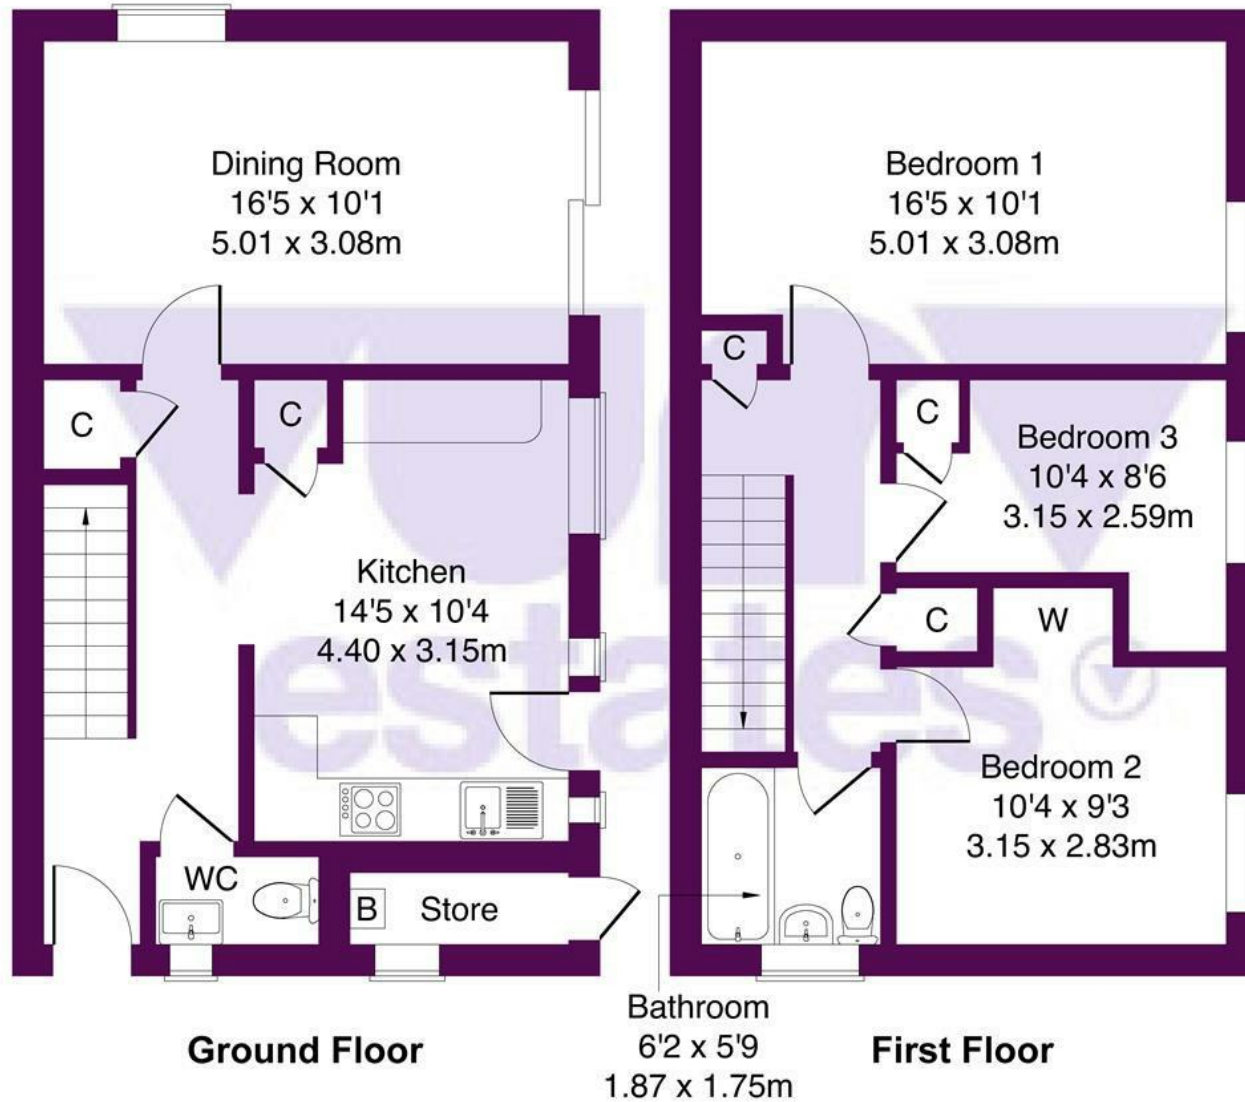 Dining Room
16'5 x 10'1
5.01 x 3.08m
C
C
Kitchen
14'5 x 10'4
4.40 x 3.15m
WC
B
Store
Ground Floor
Bedroom 1
16'5 x 10'1
5.01 x 3.08m
C
C
Bedroom 3
10'4 x 8'6
3.15 x 2.59m
C
W
Bedroom 2
10'4 x 9'3
3.15 x 2.83m
Bathroom
6'2 x 5'9
1.87 x 1.75m
First Floor
estates